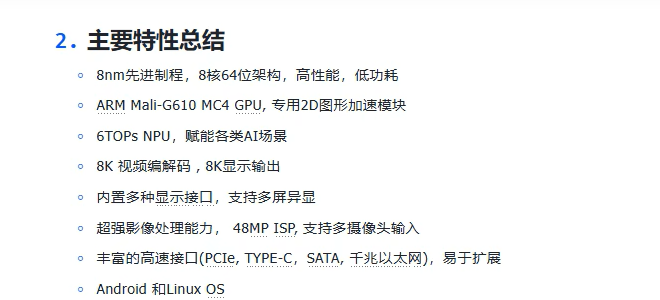 2. 主要特性总结
8nm先进制程，8核64位架构，高性能，低功耗
ARM Mali-G610 MC4 GPU, 专用2D图形加速模块
6TOPs NPU，赋能各类AI场景
8K 视频编解码 , 8K显示输出
内置多种显示接口，支持多屏异显
超强影像处理能力， 48MP ISP, 支持多摄像头输入
丰富的高速接口(PCIe, TYPE-C，SATA, 千兆以太网)，易于扩展
Android 和Linux OS